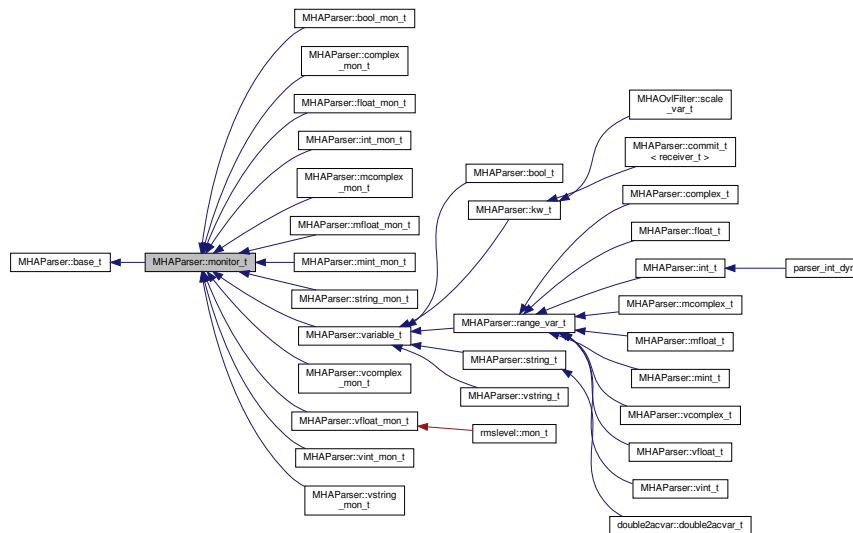 MHAParser::bool_mon_t
MHAParser::complex
_mon_t
MHAParser::float_mon_t
MHAParser::int_mon_t
MHAParser::mcomplex
_mon_t
MHAParser::mfloat_mon_t
MHAParser::mint_mon_t
MHAParser::string_mon_t
MHAParser::variable_t
MHAParser::vcomplex
_mon_t
MHAParser::vfloat_mon_t
MHAParser::vint_mon_t
MHAParser::vstring
_mon_t
MHAParser::base_t
MHAParser::monitor_t
MHAParser::bool_t
MHAParser::kw_t
MHAParser::range_var_t
MHAParser::string_t
MHAParser::vstring_t
rmslevel::mon_t
MHAOvlFilter::scale
_var_t
MHAParser::commit_t
< receiver_t >
MHAParser::complex_t
MHAParser::float_t
MHAParser::int_t
MHAParser::mcomplex_t
MHAParser::mfloat_t
MHAParser::mint_t
MHAParser::vcomplex_t
MHAParser::vfloat_t
MHAParser::vint_t
double2acvar::double2acvar_t
parser_int_dyn